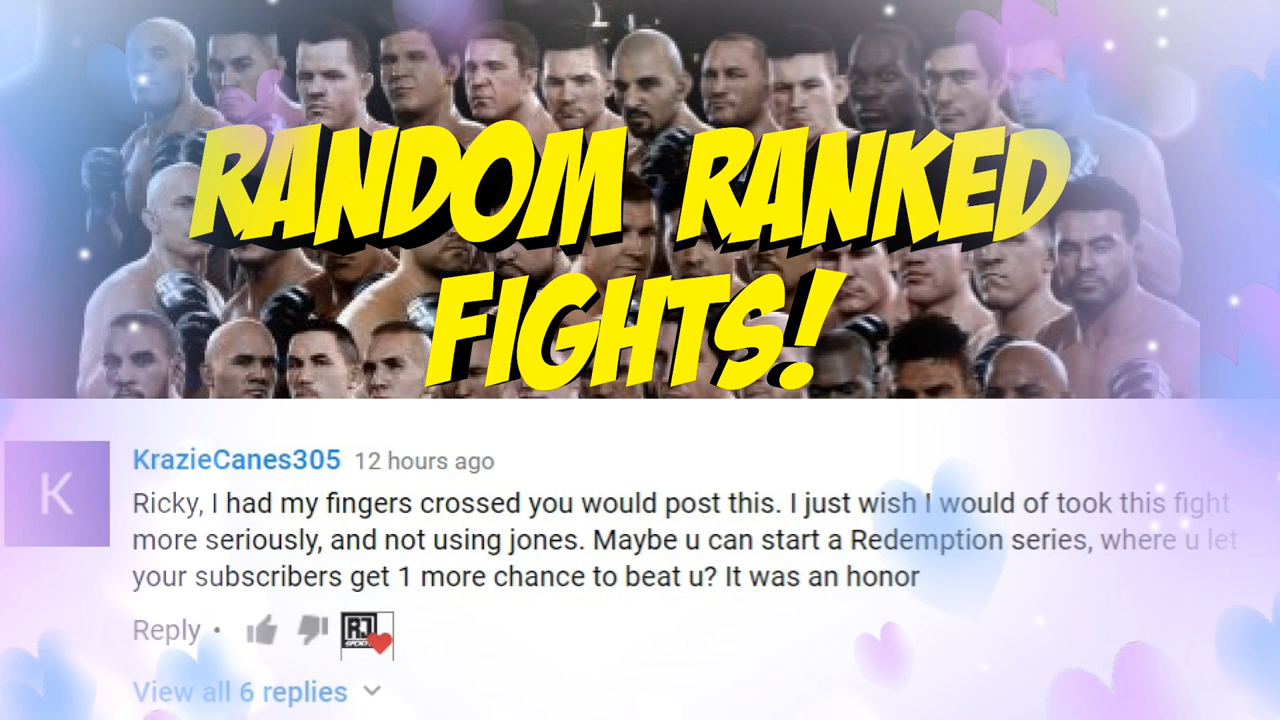 RANDOM RANKED
FIGHTS!
K
KrazieCanes305 12 hours ago
Ricky, I had my fingers crossed you would post this. I just wish I would of took this fight
more seriously, and not using jones. Maybe u can start a Redemption series, where u let
your subscribers get 1 more chance to beat u? It was an honor
Reply •
RJ
View all 6 replies